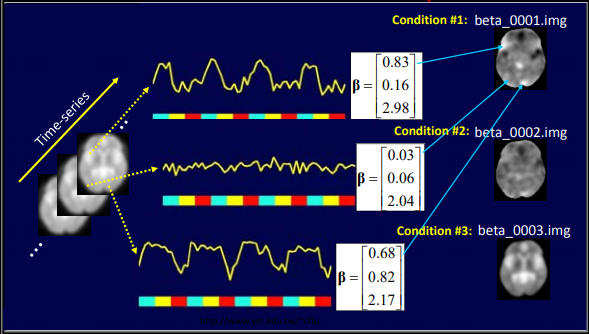 Condition #1: beta_0001.img
Time-series
β = [0.83
0.16
2.98]
Condition #2: beta_0002.img
β = [0.03
0.06
2.04]
Condition #3: beta_0003.img
β = [0.68
0.82
2.17]